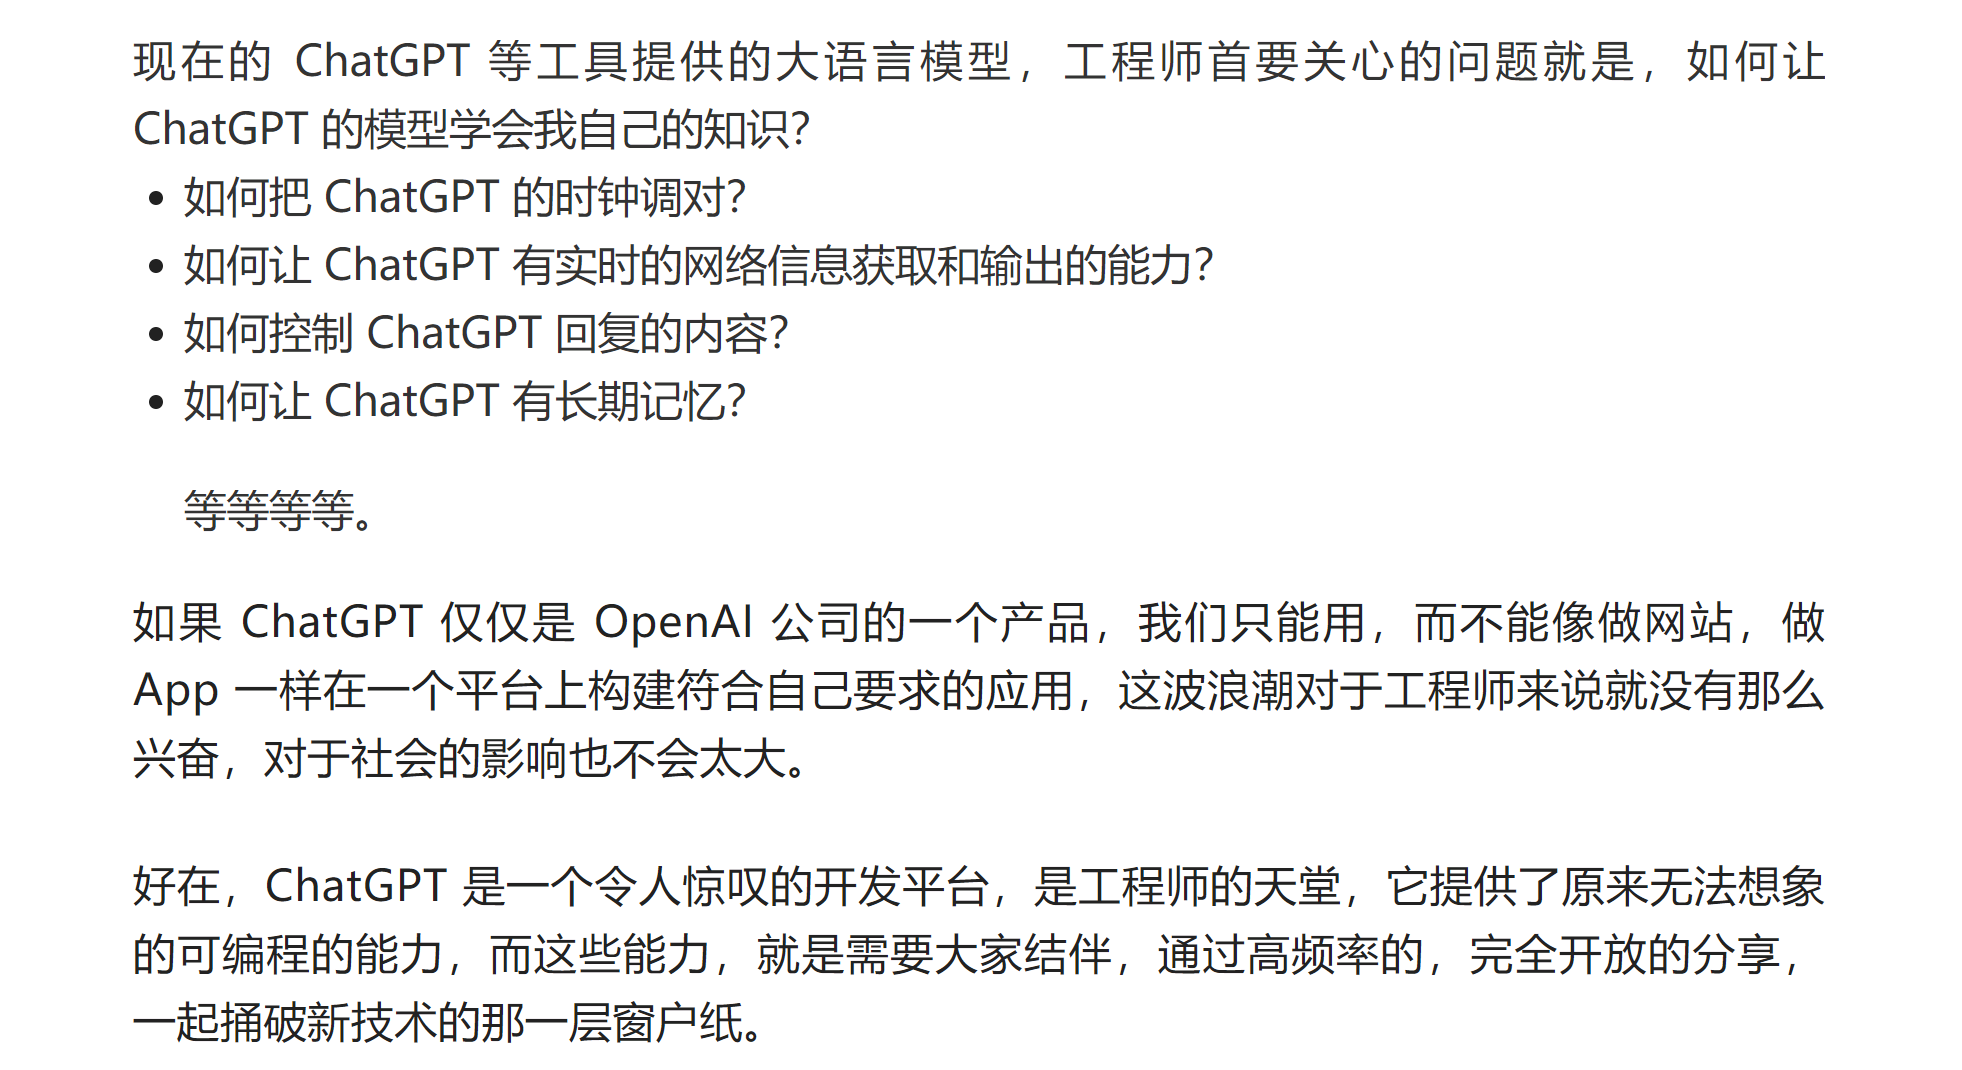 现在的 ChatGPT 等工具提供的大语言模型，工程师首要关心的问题就是，如何让
ChatGPT 的模型学会我自己的知识？
• 如何把 ChatGPT 的时钟调对？
• 如何让 ChatGPT 有实时的网络信息获取和输出的能力？
• 如何控制 ChatGPT 回复的内容？
• 如何让 ChatGPT 有长期记忆？
等等等等。
如果 ChatGPT 仅仅是 OpenAI 公司的一个产品，我们只能用，而不能像做网站，做
App 一样在一个平台上构建符合自己要求的应用，这波浪潮对于工程师来说就没有那么
兴奋，对于社会的影响也不会太大。
好在，ChatGPT 是一个令人惊叹的开发平台，是工程师的天堂，它提供了原来无法想象
的可编程的能力，而这些能力，就是需要大家结伴，通过高频率的，完全开放的分享，
一起捅破新技术的那一层窗户纸。